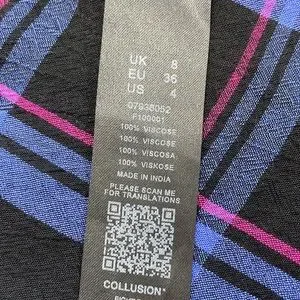 UK 8
EU 36
US 4
F100001
100% VISCOSE
100% VISCOSE
100% VISCOSA
100% VISKOSE
MADE IN INDIA
PLEASE SCAN ME
FOR TRANSLATIONS
COLLUSION